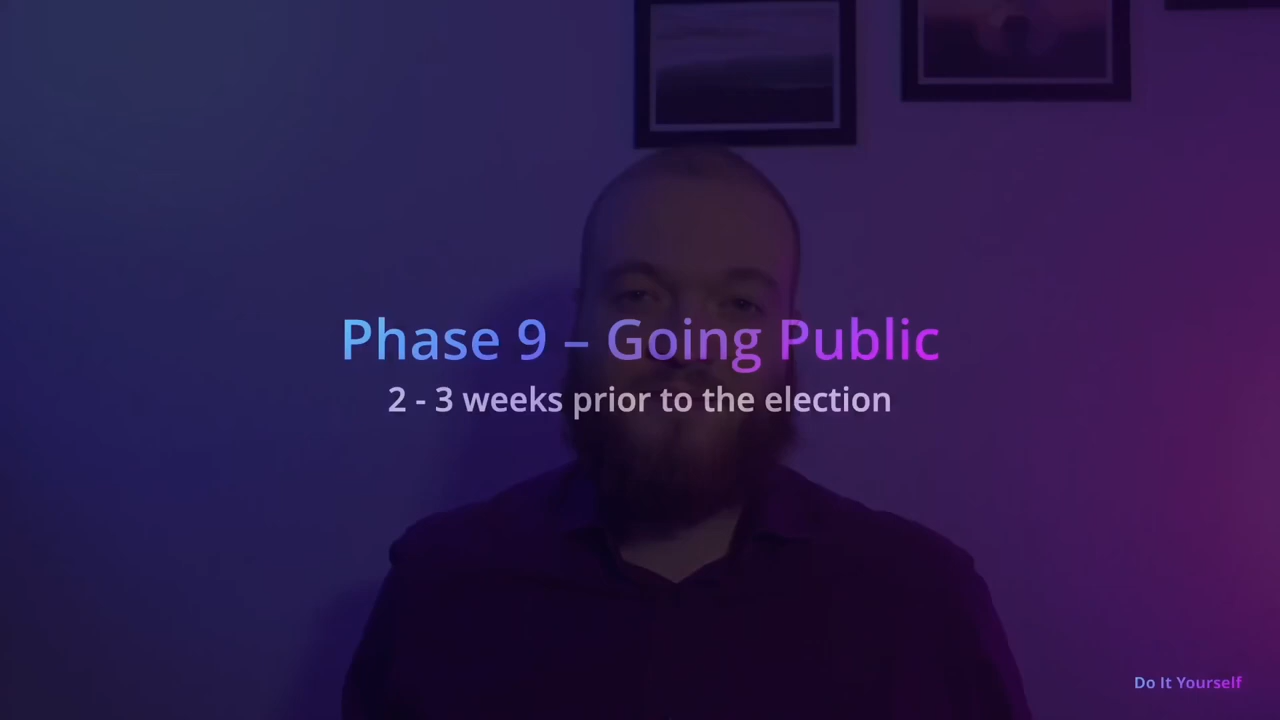 Phase 9 – Going Public
2 - 3 weeks prior to the election
Do It Yourself